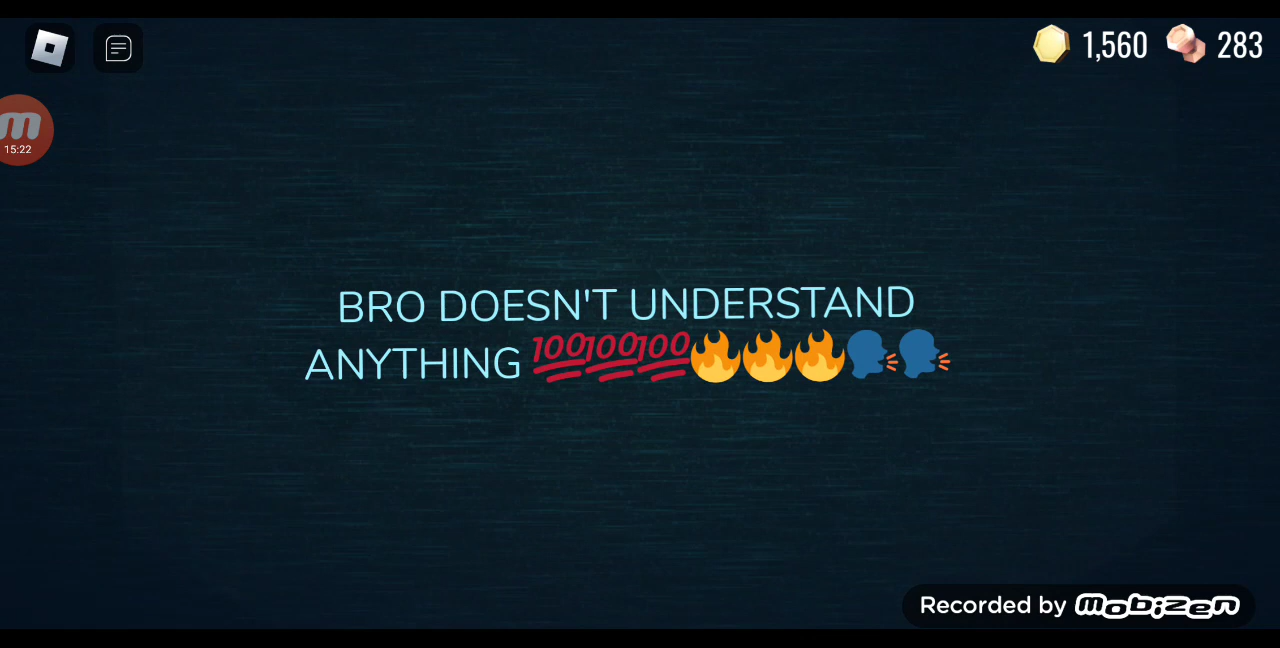 1,560 283
15:22
BRO DOESN'T UNDERSTAND
ANYTHING 💯💯💯🔥🔥🔥🗣️🗣️
Recorded by mobizen